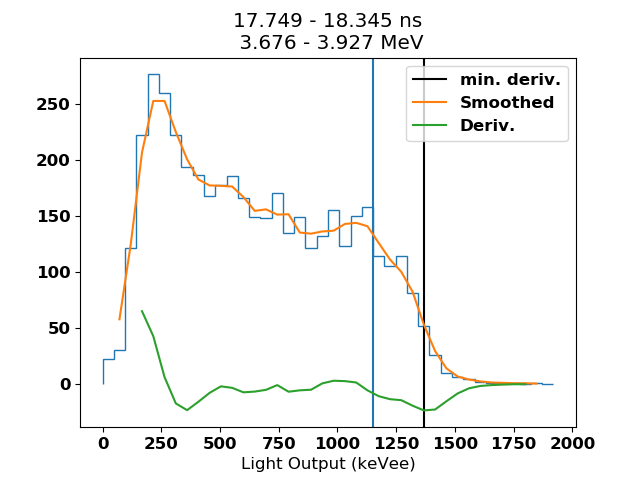 17.749 - 18.345 ns
3.676 - 3.927 MeV
min. deriv.
Smoothed
Deriv.
250
200
150
100
50
0
0 250 500 750 1000 1250 1500 1750 2000
Light Output (keVee)